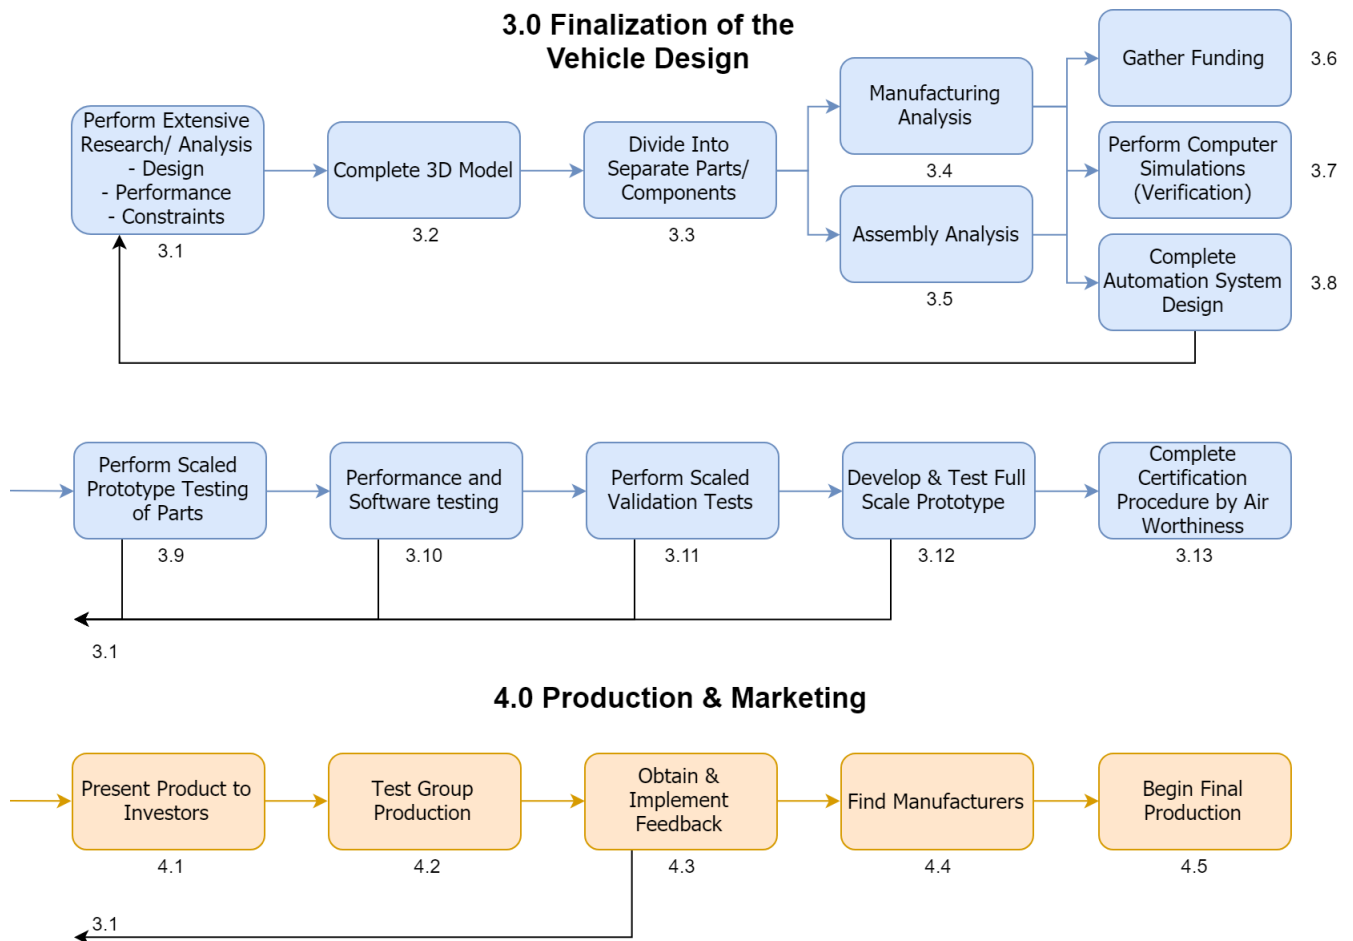 3.0 Finalization of the
Vehicle Design
Perform Extensive
Research/ Analysis
- Design
- Performance
- Constraints
3.1
Complete 3D Model
3.2
Divide Into
Separate Parts/
Components
3.3
Manufacturing
Analysis
3.4
Assembly Analysis
3.5
Gather Funding
3.6
Perform Computer
Simulations
(Verification)
3.7
Complete
Automation System
Design
3.8
Perform Scaled
Prototype Testing
of Parts
3.9
Performance and
Software testing
3.10
Perform Scaled
Validation Tests
3.11
Develop & Test Full
Scale Prototype
3.12
Complete
Certification
Procedure by Air
Worthiness
3.13
3.1
4.0 Production & Marketing
Present Product to
Investors
4.1
Test Group
Production
4.2
Obtain &
Implement
Feedback
4.3
Find Manufacturers
4.4
Begin Final
Production
4.5
3.1